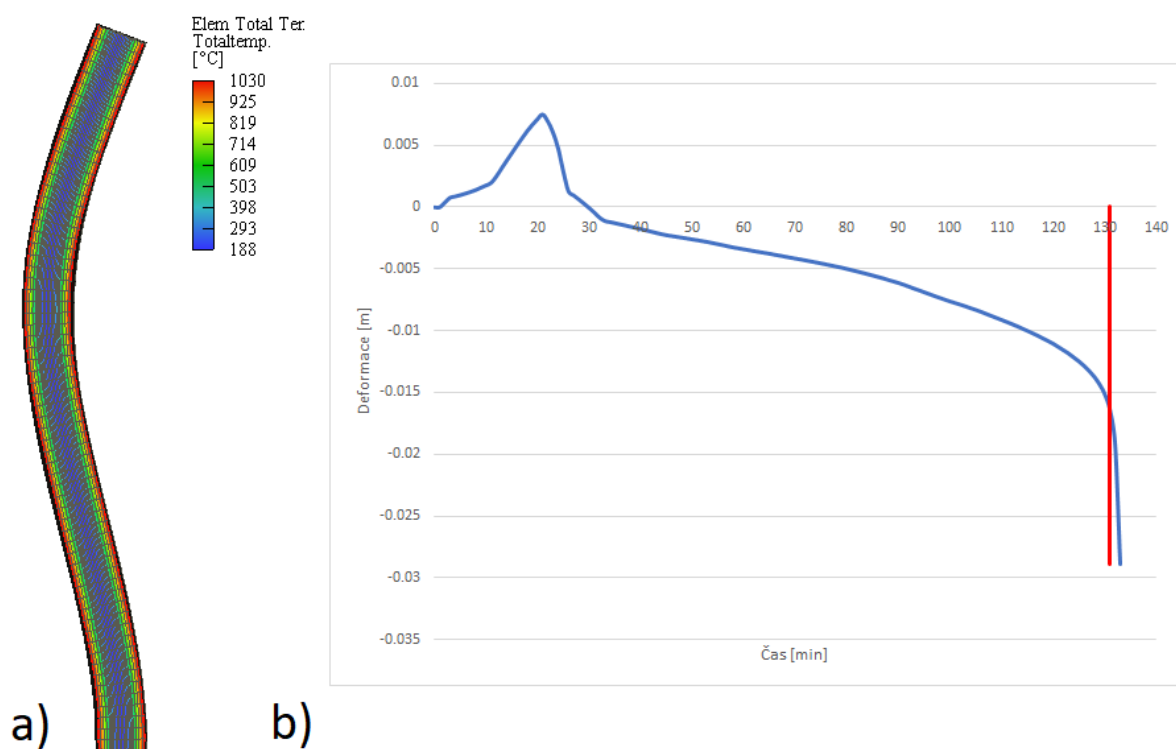 Elem Total Ter.
Totaltemp.
[°C]
1030
925
819
714
609
503
398
293
188
a)
0.01
0.005
0
-0.005
-0.01
-0.015
-0.02
-0.025
-0.03
-0.035
0 10 20 30 40 50 60 70 80 90 100 110 120 130 140
Deformace [m]
Čas [min]
b)